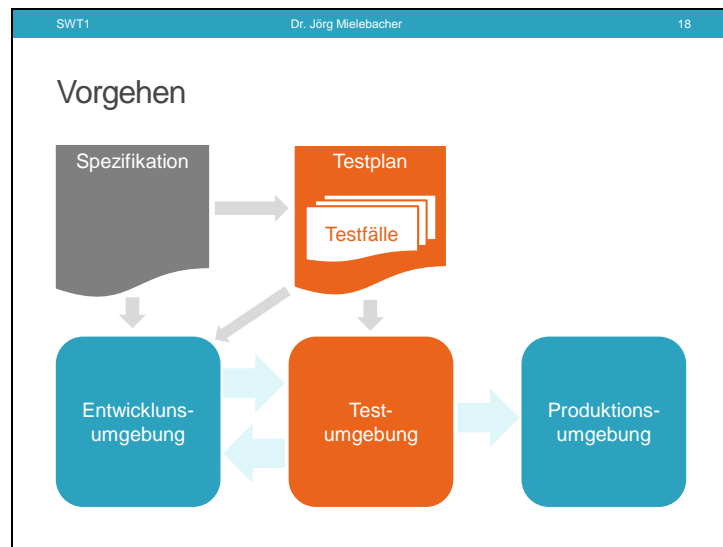 SWT1
Dr. Jörg Mielebacher
18
Vorgehen
Spezifikation
Testplan
Testfälle
Entwickluns-
umgebung
Test-
umgebung
Produktions-
umgebung